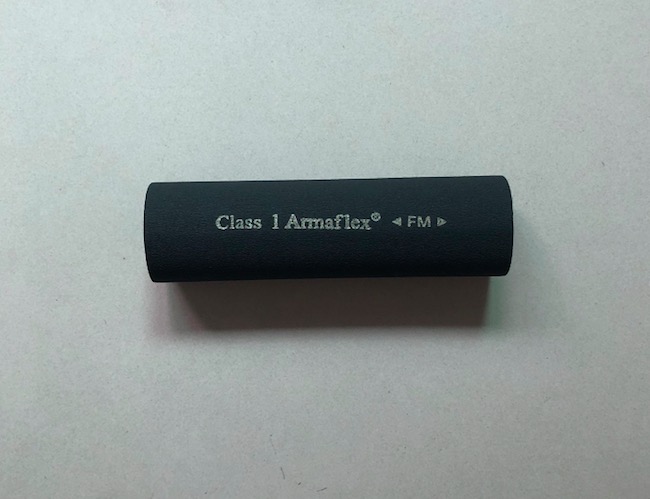 Class 1 Armaflex® ◄ FM ►